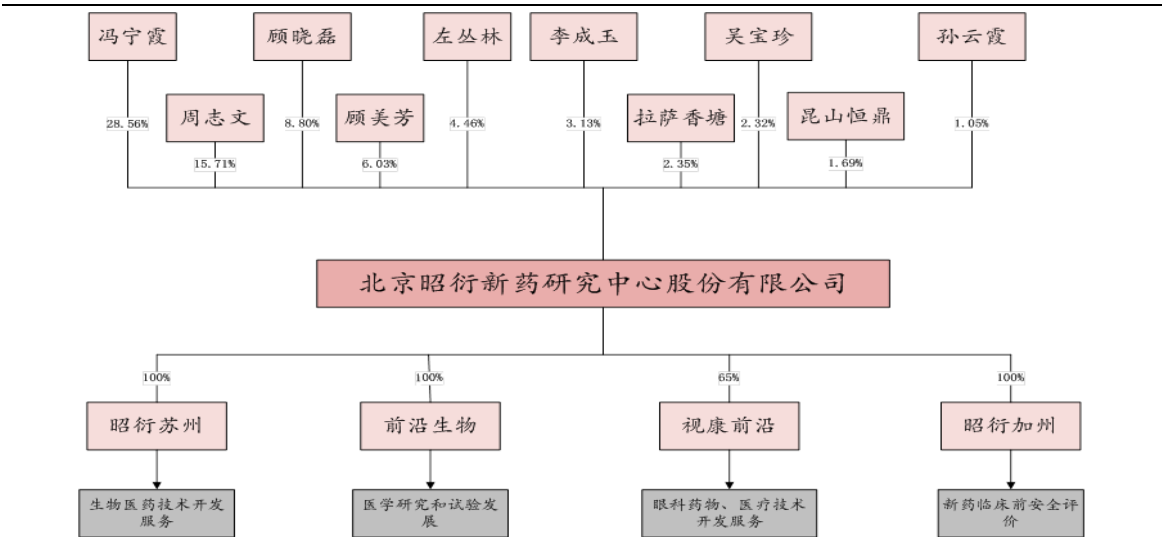 冯宁霞
顾晓磊
左丛林
李成玉
吴宝珍
孙云霞
周志文
顾美芳
拉萨香塘
昆山恒鼎
28.56%
8.80%
4.46%
3.13%
2.32%
1.05%
15.71%
6.03%
2.35%
1.69%
北京昭衍新药研究中心股份有限公司
100%
100%
65%
100%
昭衍苏州
前沿生物
视康前沿
昭衍加州
生物医药技术开发
服务
医学研究和试验发
展
眼科药物、医疗技术
开发服务
新药临床前安全评
价